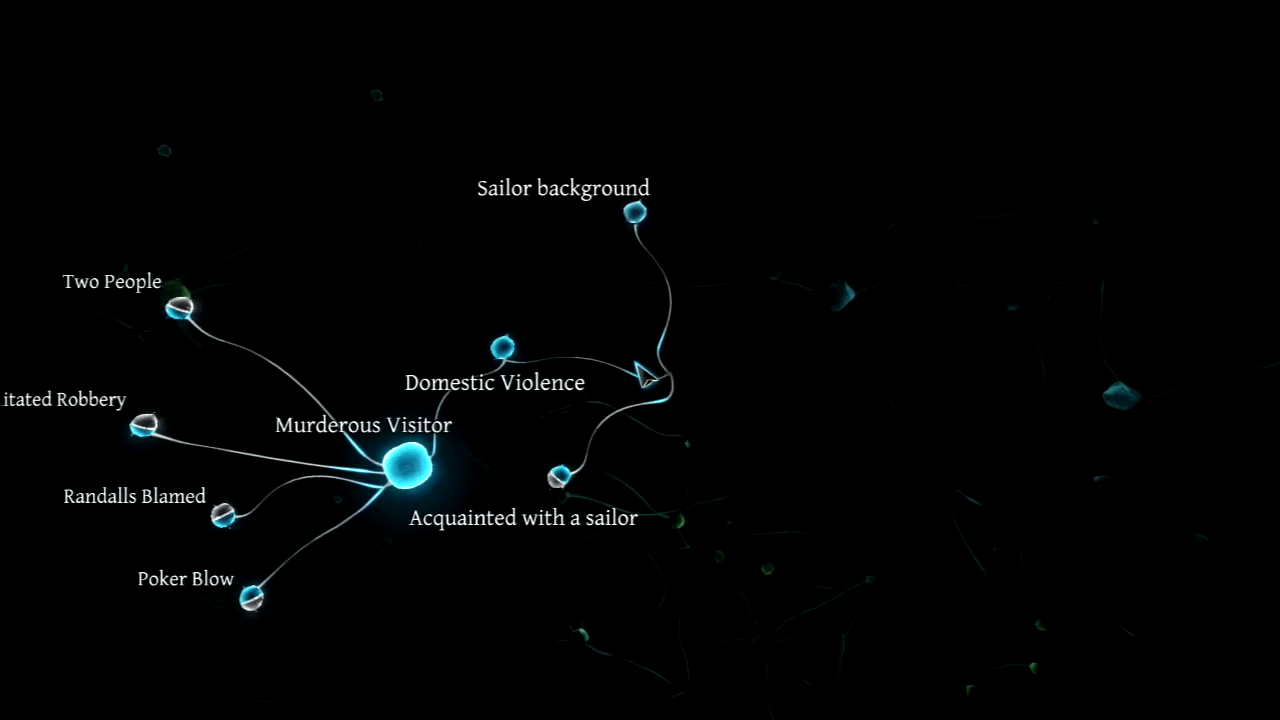 Sailor background
Two People
Domestic Violence
itated Robbery
Murderous Visitor
Randalls Blamed
Acquainted with a sailor
Poker Blow